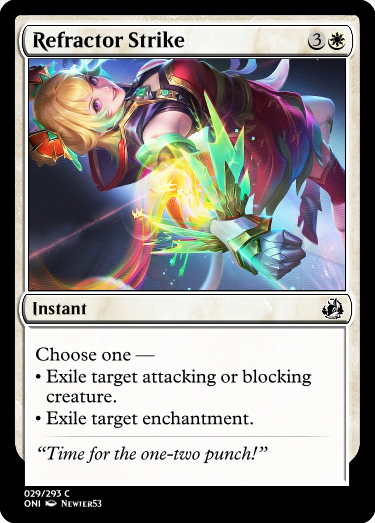 Refractor Strike 3
Instant
Choose one —
• Exile target attacking or blocking
creature.
• Exile target enchantment.
“Time for the one-two punch!”
029/293 C
ONI Newier53